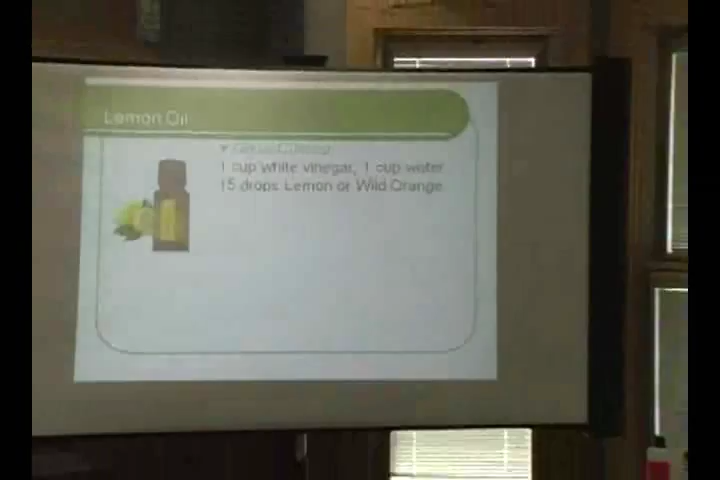 Lemon Oil
1 cup white vinegar, 1 cup water
15 drops Lemon or Wild Orange